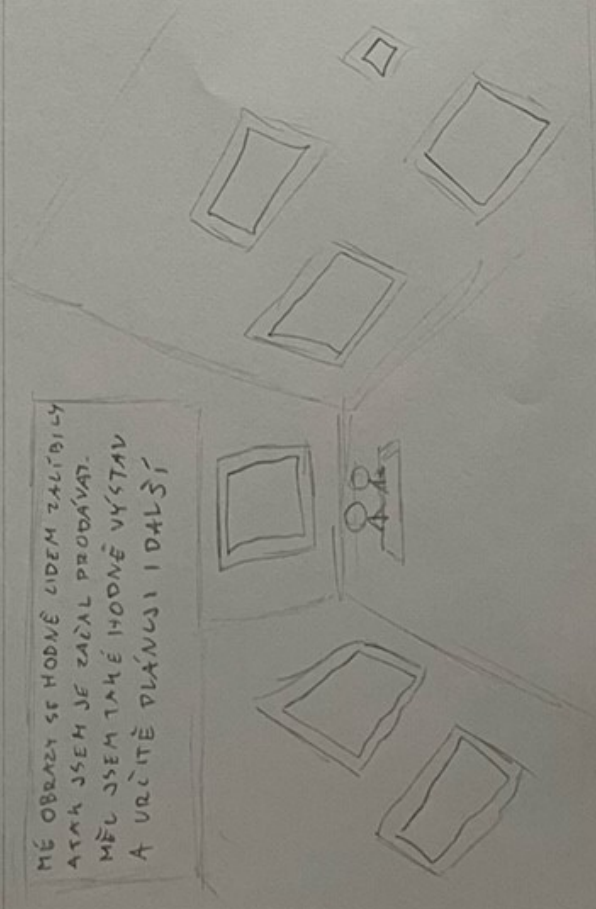 MÉ OBRAZY SE HODNĚ LIDEM ZALÍBILY
A TAK JSEM JE ZAČAL PRODÁVAT.
MĚL JSEM TAKÉ HODNĚ VÝSTAV
A URČITĚ PLÁNUJI I DALŠÍ